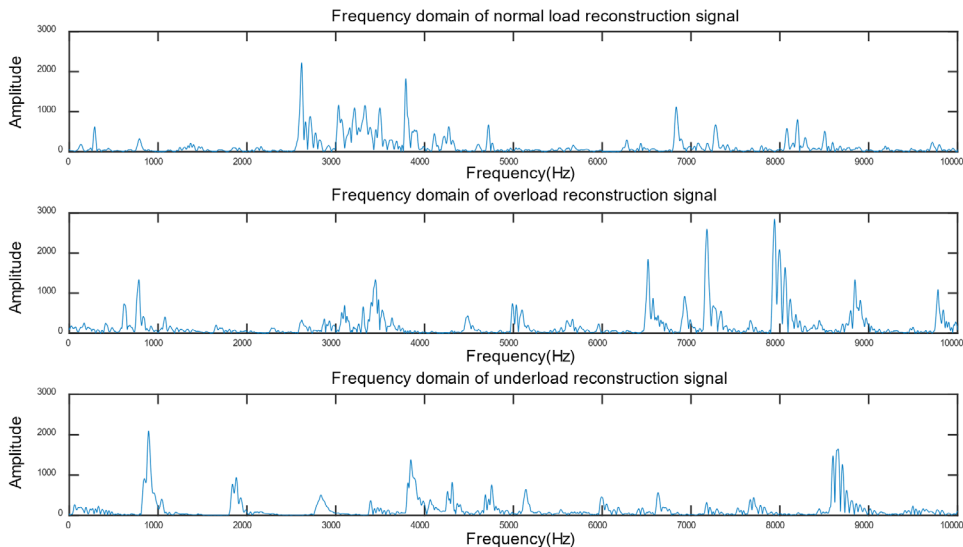 Frequency domain of normal load reconstruction signal
3000
2000
1000
0
Amplitude
0 1000 2000 3000 4000 5000 6000 7000 8000 9000 10000
Frequency(Hz)
Frequency domain of overload reconstruction signal
3000
2000
1000
0
Amplitude
0 1000 2000 3000 4000 5000 6000 7000 8000 9000 10000
Frequency(Hz)
Frequency domain of underload reconstruction signal
3000
2000
1000
0
Amplitude
0 1000 2000 3000 4000 5000 6000 7000 8000 9000 10000
Frequency(Hz)